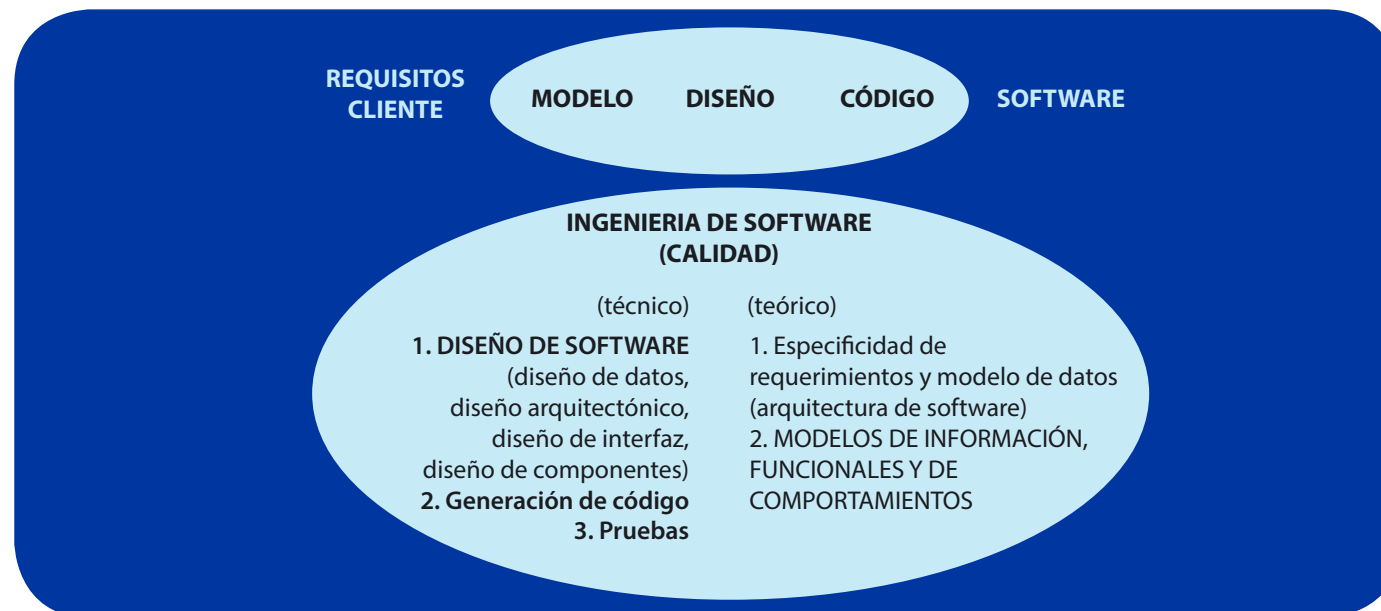 REQUISITOS
CLIENTE
MODELO DISEÑO CÓDIGO
SOFTWARE
INGENIERIA DE SOFTWARE
(CALIDAD)
(técnico)
1. DISEÑO DE SOFTWARE
(diseño de datos,
diseño arquitectónico,
diseño de interfaz,
diseño de componentes)
2. Generación de código
3. Pruebas
(teórico)
1. Especificidad de
requerimientos y modelo de datos
(arquitectura de software)
2. MODELOS DE INFORMACIÓN,
FUNCIONALES Y DE
COMPORTAMIENTOS